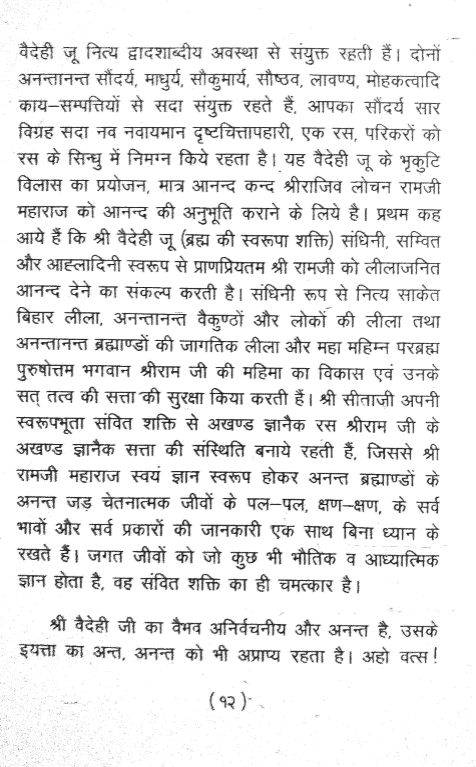 वैदेही जू नित्य द्वादशाब्दीय अवस्था से संयुक्त रहती हैं। दोनों
अनन्तानन्त सौंदर्य, माधुर्य, सौकुमार्य, सौष्ठव, लावण्य, मोहकत्वादि
काय–सम्पत्तियों से सदा संयुक्त रहते हैं, आपका सौंदर्य सार
विग्रह सदा नव नवायमान दृष्टचित्तापहारी, एक रस, परिकरों को
रस के सिन्धु में निमग्न किये रहता है। यह वैदेही जू के भृकुटि
विलास का प्रयोजन, मात्र आनन्द कन्द श्रीराजिव लोचन रामजी
महाराज को आनन्द की अनुभूति कराने के लिये है। प्रथम कह
आये हैं कि श्री वैदेही जू (ब्रह्म की स्वरूपा शक्ति) संधिनी, सम्वित
और आह्लादिनी स्वरूप से प्राणप्रियतम श्री रामजी को लीलाजनित
आनन्द देने का संकल्प करती है। संधिनी रूप से नित्य साकेत
बिहार लीला, अनन्तानन्त वैकुण्ठों और लोकों की लीला तथा
अनन्तानन्त ब्रह्माण्डों की जागतिक लीला और महा महिम्न परब्रह्म
पुरुषोत्तम भगवान श्रीराम जी की महिमा का विकास एवं उनके
सत् तत्व की सत्ता की सुरक्षा किया करती हैं। श्री सीताजी अपनी
स्वरूपभूता संवित शक्ति से अखण्ड ज्ञानैक रस श्रीराम जी के
अखण्ड ज्ञानैक सत्ता की संस्थिति बनाये रहती हैं, जिससे श्री
रामजी महाराज स्वयं ज्ञान स्वरूप होकर अनन्त ब्रह्माण्डों के
अनन्त जड़ चेतनात्मक जीवों के पल–पल, क्षण–क्षण, के सर्व
भावों और सर्व प्रकारों की जानकारी एक साथ बिना ध्यान के
रखते हैं। जगत जीवों को जो कुछ भी भौतिक व आध्यात्मिक
ज्ञान होता है, वह संवित शक्ति का ही चमत्कार है।
श्री वैदेही जी का वैभव अनिर्वचनीय और अनन्त है, उसके
इयत्ता का अन्त, अनन्त को भी अप्राप्य रहता है। अहो वत्स!
(१२)